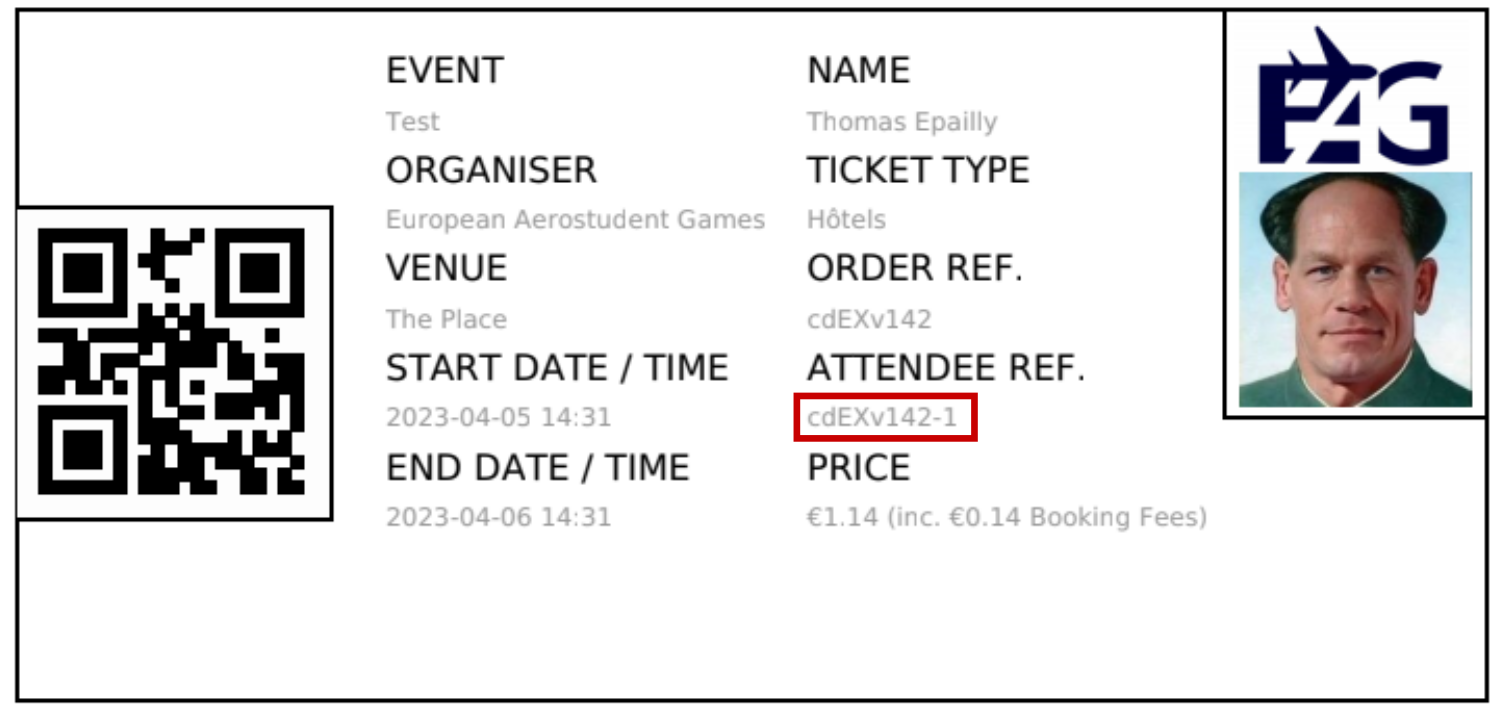 EVENT
Test
ORGANISER
European Aerostudent Games
VENUE
The Place
START DATE / TIME
2023-04-05 14:31
END DATE / TIME
2023-04-06 14:31
NAME
Thomas Epailly
TICKET TYPE
Hôtels
ORDER REF.
cdEXv142
ATTENDEE REF.
cdEXv142-1
PRICE
€1.14 (inc. €0.14 Booking Fees)
EAG